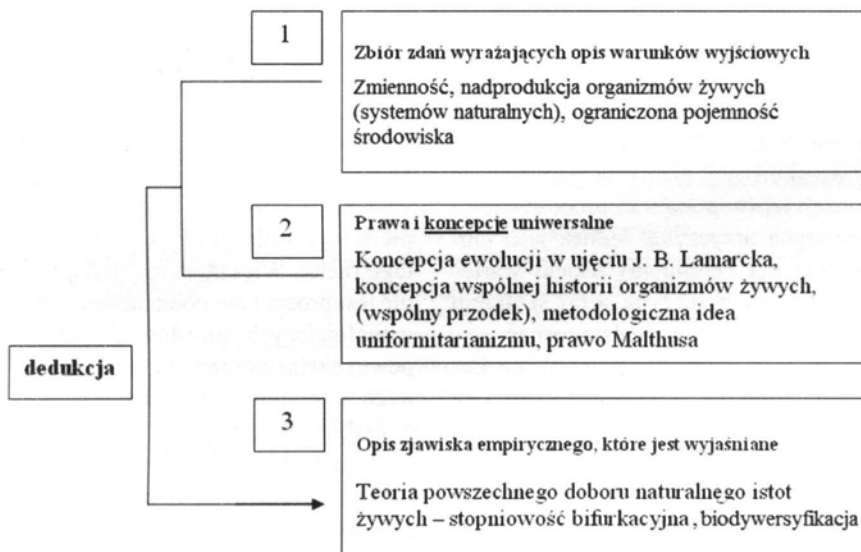 1
Zbiór zdań wyrażających opis warunków wyjściowych
Zmienność, nadprodukcja organizmów żywych
(systemów naturalnych), ograniczona pojemność
środowiska
2
Prawa i koncepcje uniwersalne
Koncepcja ewolucji w ujęciu J. B. Lamarcka,
koncepcja wspólnej historii organizmów żywych,
(wspólny przodek), metodologiczna idea
uniformitarianizmu, prawo Malthusa
dedukcja
3
Opis zjawiska empirycznego, które jest wyjaśniane
Teoria powszechnego doboru naturalnego istot
żywych – stopniowość bifurkacyjna , biodywersyfikacja